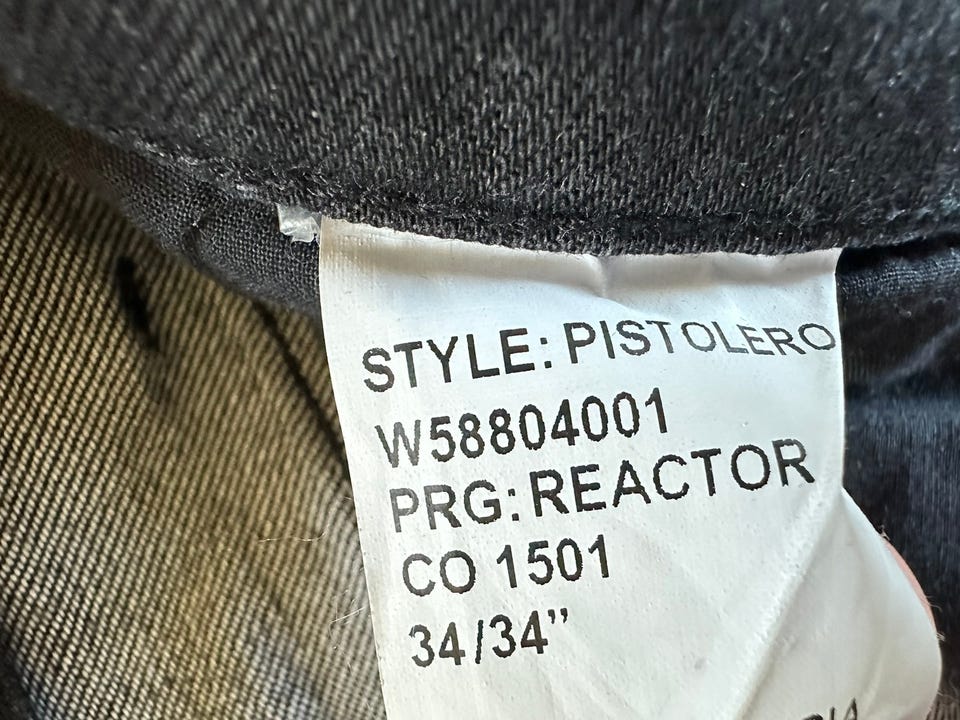 STYLE: PISTOLERO
W58804001
PRG: REACTOR
CO 1501
34/34”